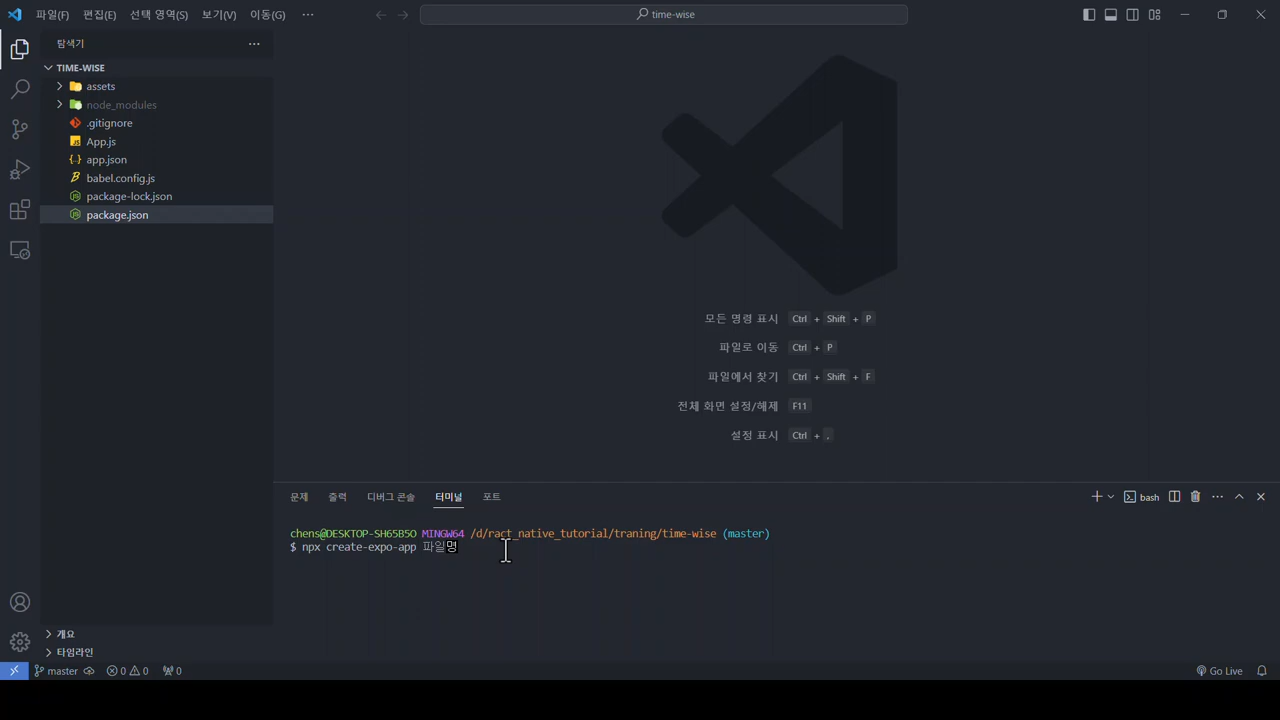 파일(F) 편집(E) 선택 영역(S) 보기(V) 이동(G) ··· time-wise
탐색기 ···
TIME-WISE
assets
node_modules
.gitignore
App.js
app.json
babel.config.js
package-lock.json
package.json
모든 명령 표시 Ctrl + Shift + P
파일로 이동 Ctrl + P
파일에서 찾기 Ctrl + Shift + F
전체 화면 설정/해제 F11
설정 표시 Ctrl + ,
문제 출력 디버그 콘솔 터미널 포트 bash ···
chens@DESKTOP-SH65B5O MINGW64 /d/ract_native_tutorial/traning/time-wise (master)
$ npx create-expo-app 파일명
개요
타임라인
master 0 0 0 Go Live